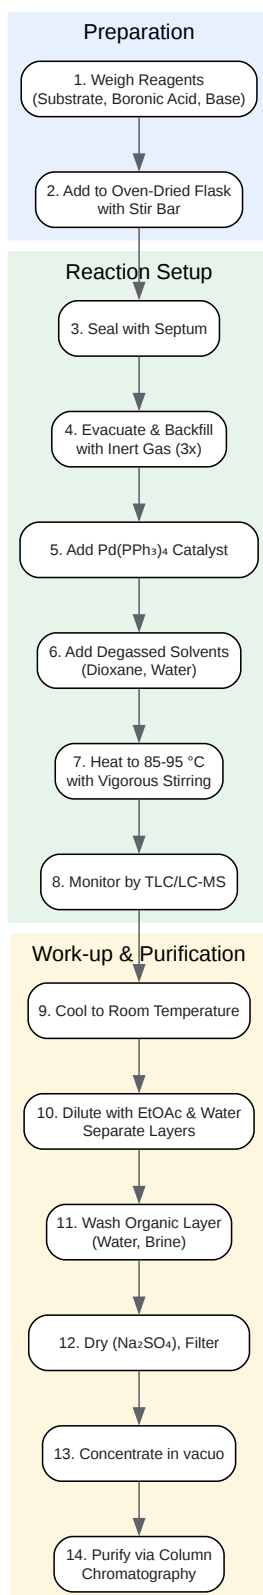 Preparation
1. Weigh Reagents
(Substrate, Boronic Acid, Base)
2. Add to Oven-Dried Flask
with Stir Bar
Reaction Setup
3. Seal with Septum
4. Evacuate & Backfill
with Inert Gas (3x)
5. Add Pd(PPh₃)₄ Catalyst
6. Add Degassed Solvents
(Dioxane, Water)
7. Heat to 85-95 °C
with Vigorous Stirring
8. Monitor by TLC/LC-MS
Work-up & Purification
9. Cool to Room Temperature
10. Dilute with EtOAc & Water
Separate Layers
11. Wash Organic Layer
(Water, Brine)
12. Dry (Na₂SO₄), Filter
13. Concentrate in vacuo
14. Purify via Column
Chromatography